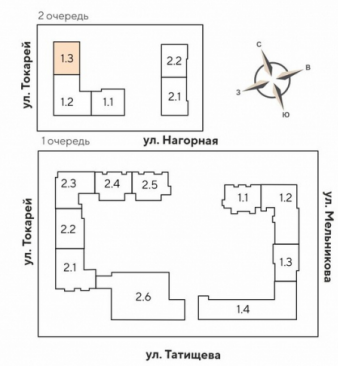 2 очередь
ул. Токарей
1.3
2.2
1.2
1.1
2.1
С
В
З
Ю
ул. Нагорная
1 очередь
ул. Токарей
2.3
2.4
2.5
1.1
1.2
2.2
ул. Мельникова
2.1
1.3
2.6
1.4
ул. Татищева